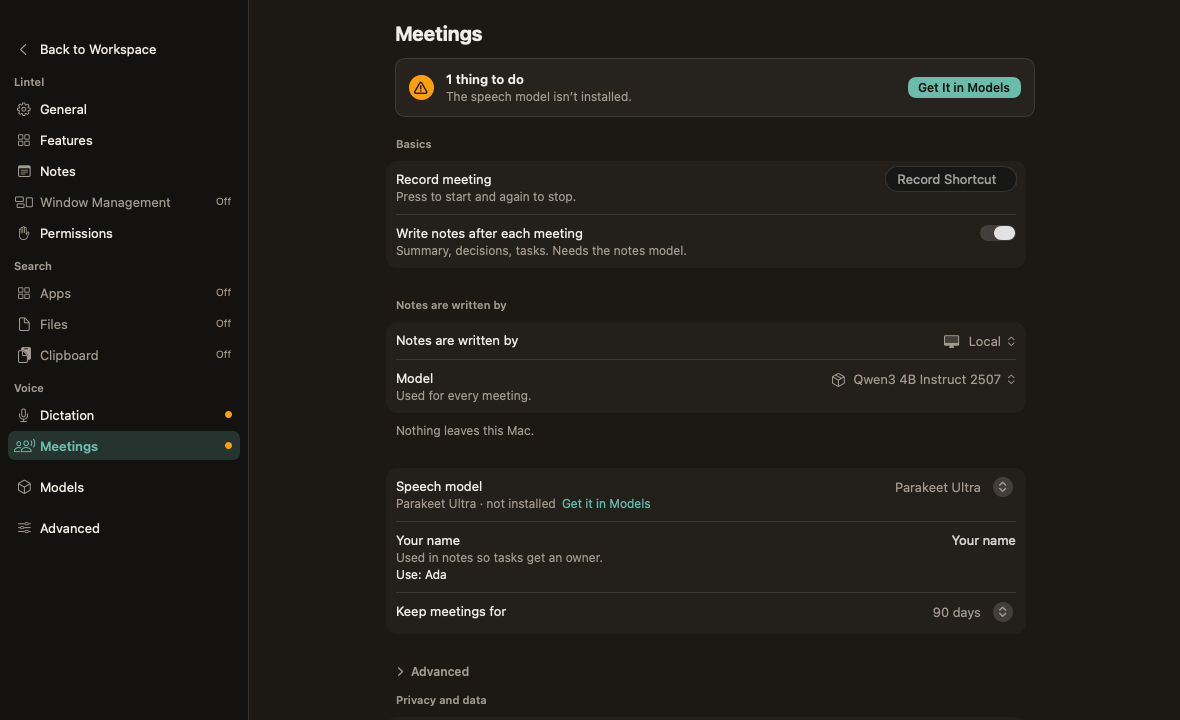 Back to Workspace
Lintel
General
Features
Notes
Window Management Off
Permissions
Search
Apps Off
Files Off
Clipboard Off
Voice
Dictation
Meetings
Models
Advanced
Meetings
1 thing to do
The speech model isn’t installed.
Get It in Models
Basics
Record meeting
Press to start and again to stop.
Record Shortcut
Write notes after each meeting
Summary, decisions, tasks. Needs the notes model.
Notes are written by
Notes are written by
Local
Model
Used for every meeting.
Qwen3 4B Instruct 2507
Nothing leaves this Mac.
Speech model
Parakeet Ultra · not installed Get it in Models
Parakeet Ultra
Your name
Used in notes so tasks get an owner.
Use: Ada
Your name
Keep meetings for
90 days
Advanced
Privacy and data